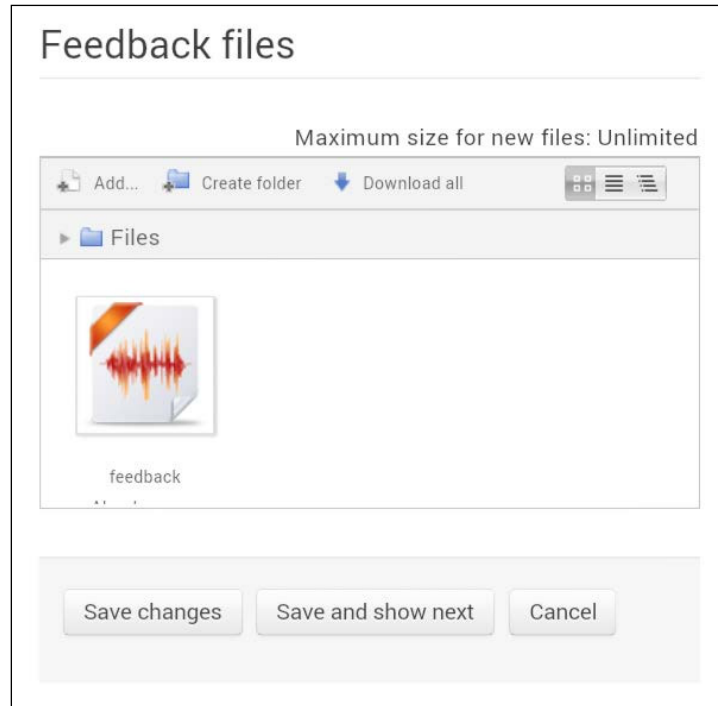 Feedback files
Maximum size for new files: Unlimited
Add... Create folder Download all
Files
feedback
Save changes Save and show next Cancel